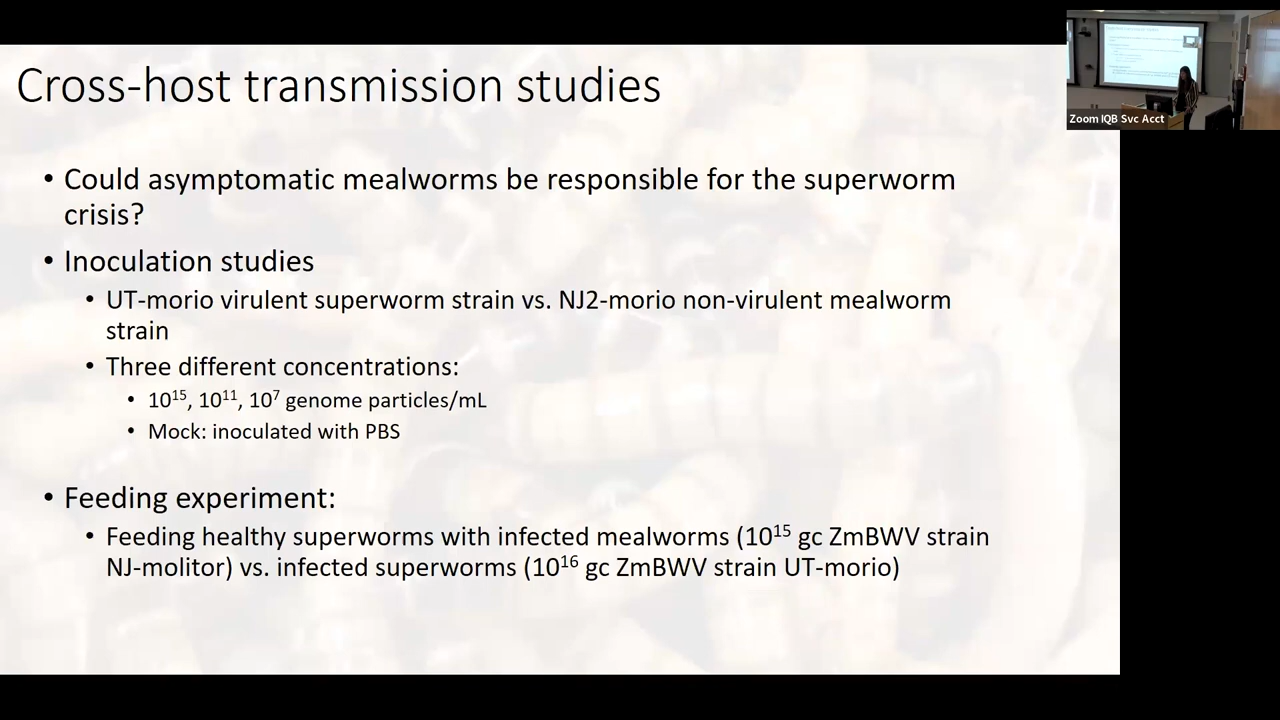 Cross-host transmission studies
Zoom IQB Svc Acct
• Could asymptomatic mealworms be responsible for the superworm
crisis?
• Inoculation studies
• UT-morio virulent superworm strain vs. NJ2-morio non-virulent mealworm
strain
• Three different concentrations:
• 10¹⁵, 10¹¹, 10⁷ genome particles/mL
• Mock: inoculated with PBS
• Feeding experiment:
• Feeding healthy superworms with infected mealworms (10¹⁵ gc ZmBWV strain
NJ-molitor) vs. infected superworms (10¹⁶ gc ZmBWV strain UT-morio)